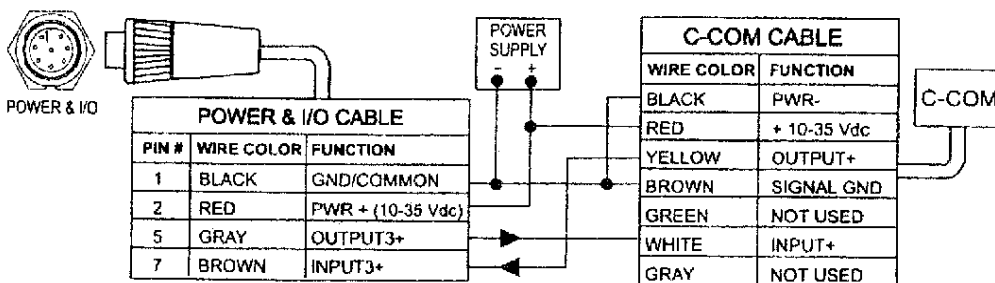 POWER & I/O
POWER & I/O CABLE
PIN # WIRE COLOR FUNCTION
1 BLACK GND/COMMON
2 RED PWR + (10-35 Vdc)
5 GRAY OUTPUT3+
7 BROWN INPUT3+
POWER
SUPPLY
- +
C-COM CABLE
WIRE COLOR FUNCTION
BLACK PWR-
RED + 10-35 Vdc
YELLOW OUTPUT+
BROWN SIGNAL GND
GREEN NOT USED
WHITE INPUT+
GRAY NOT USED
C-COM